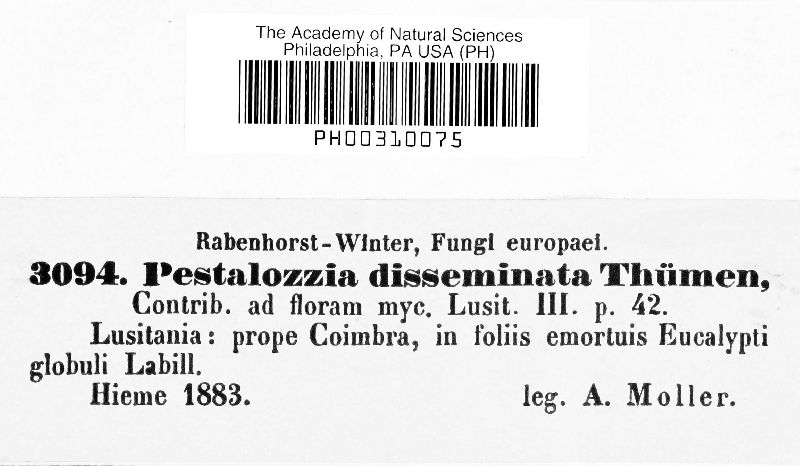 The Academy of Natural Sciences
Philadelphia, PA USA (PH)
PH00310075
Rabenhorst-Winter, Fungi europaei.
3094. Pestalozzia disseminata Thümen,
Contrib. ad floram myc. Lusit. III. p. 42.
Lusitania: prope Coimbra, in foliis emortuis Eucalypti
globuli Labill.
Hieme 1883. leg. A. Moller.